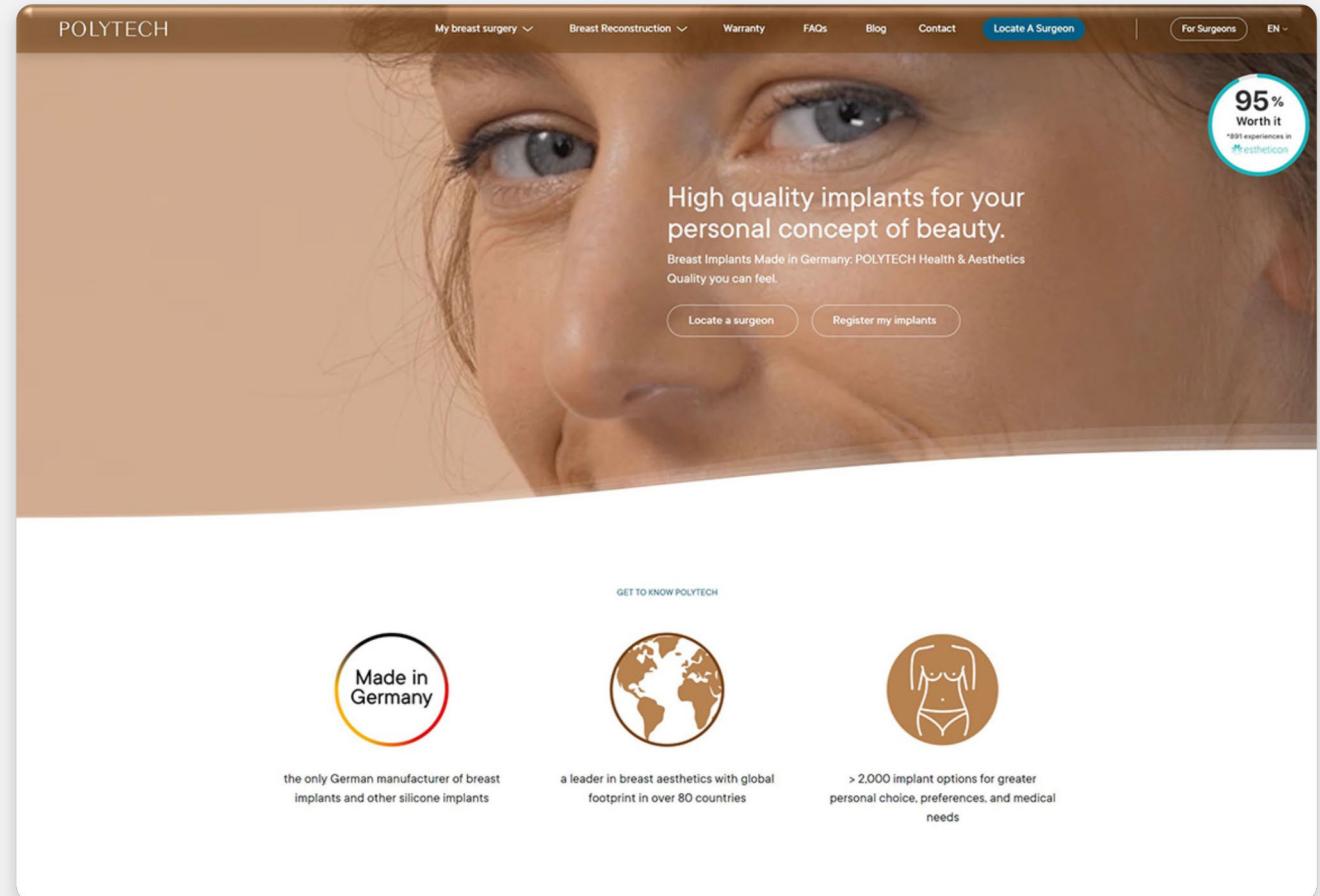 POLYTECH
My breast surgery
Breast Reconstruction
Warranty
FAQs
Blog
Contact
Locate A Surgeon
For Surgeons
EN
95%
Worth it
*891 experiences in
estheticon
High quality implants for your
personal concept of beauty.
Breast Implants Made in Germany: POLYTECH Health & Aesthetics
Quality you can feel.
Locate a surgeon
Register my implants
GET TO KNOW POLYTECH
Made in
Germany
the only German manufacturer of breast
implants and other silicone implants
a leader in breast aesthetics with global
footprint in over 80 countries
> 2,000 implant options for greater
personal choice, preferences, and medical
needs